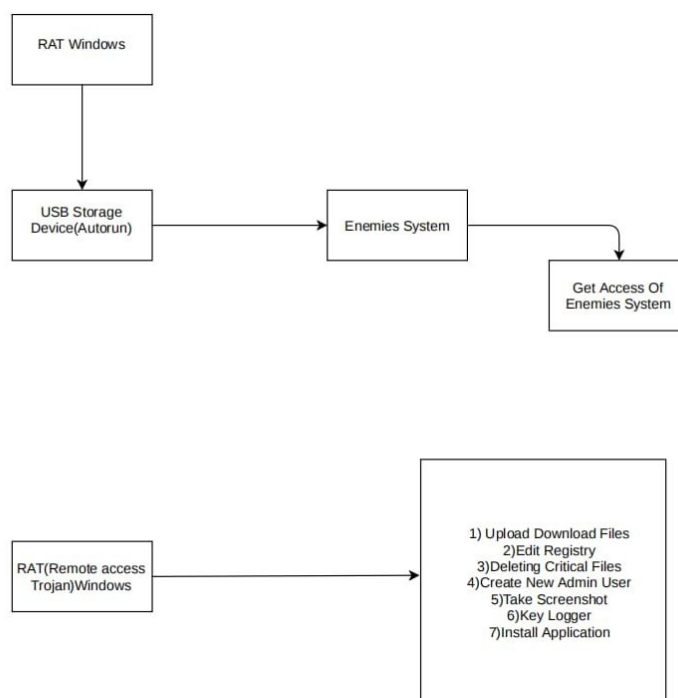 RAT Windows
USB Storage
Device(Autorun)
Enemies System
Get Access Of
Enemies System
RAT(Remote access
Trojan)Windows
1) Upload Download Files
2)Edit Registry
3)Deleting Critical Files
4)Create New Admin User
5)Take Screenshot
6)Key Logger
7)Install Application